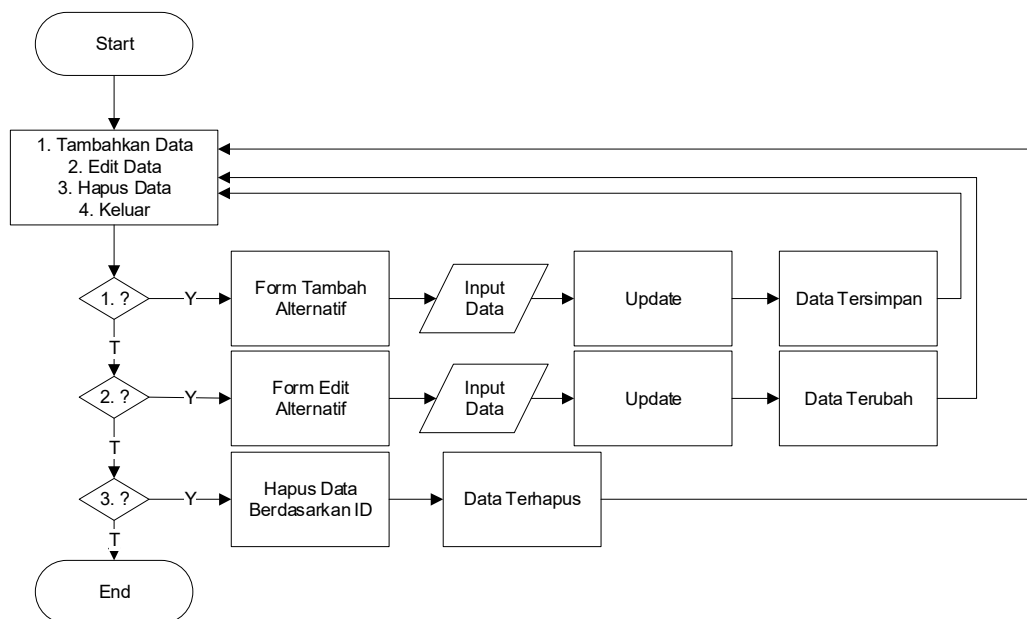 Start
1. Tambahkan Data
2. Edit Data
3. Hapus Data
4. Keluar
1. ?
Y
Form Tambah
Alternatif
Input
Data
Update
Data Tersimpan
T
2. ?
Y
Form Edit
Alternatif
Input
Data
Update
Data Terubah
T
3. ?
Y
Hapus Data
Berdasarkan ID
Data Terhapus
T
End